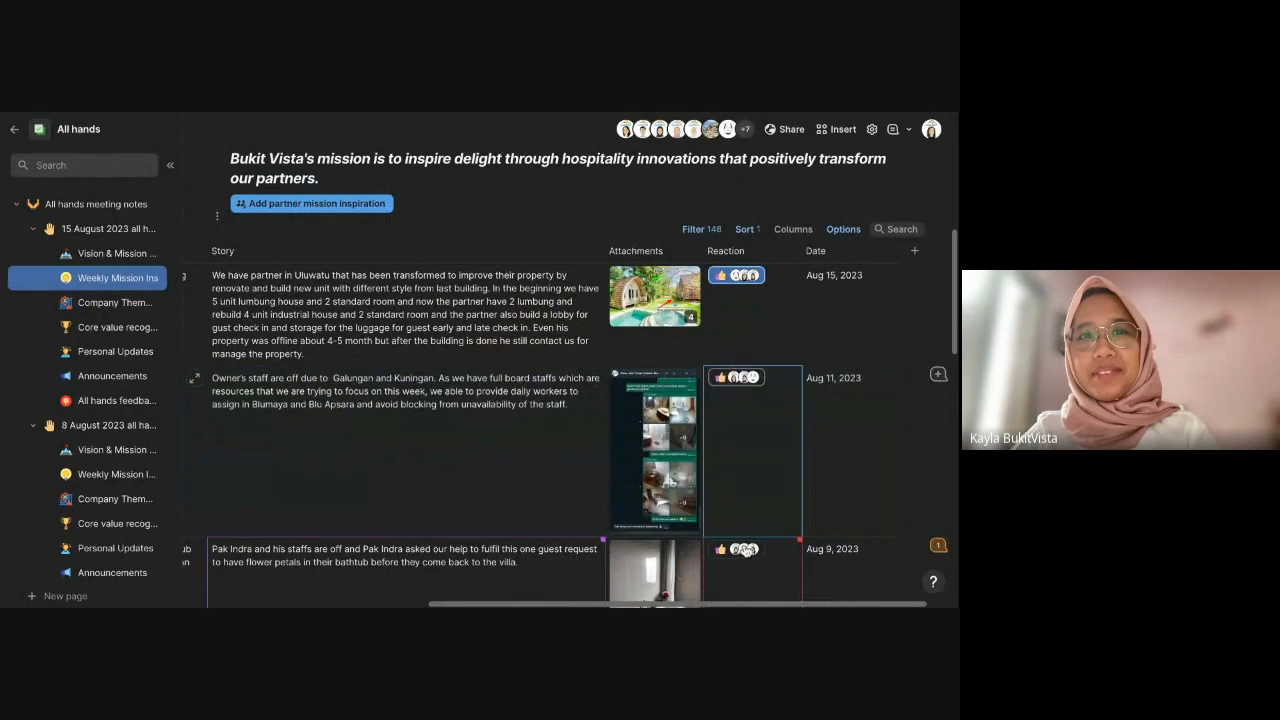 All hands
+7
Share
Insert
Search
All hands meeting notes
15 August 2023 all h...
Vision & Mission ...
Weekly Mission Ins
Company Them...
Core value recog...
Personal Updates
Announcements
All hands feedba...
8 August 2023 all ha...
Vision & Mission ...
Weekly Mission I...
Company Them...
Core value recog...
Personal Updates
Announcements
New page
Bukit Vista's mission is to inspire delight through hospitality innovations that positively transform
our partners.
Add partner mission inspiration
Filter 148
Sort 1
Columns
Options
Search
Story
Attachments
Reaction
Date
We have partner in Uluwatu that has been transformed to improve their property by
renovate and build new unit with different style from last building. In the beginning we have
5 unit lumbung house and 2 standard room and now the partner have 2 lumbung and
rebuild 4 unit industrial house and 2 standard room and the partner also build a lobby for
gust check in and storage for the luggage for guest early and late check in. Even his
property was offline about 4-5 month but after the building is done he still contact us for
manage the property.
4
Aug 15, 2023
Owner's staff are off due to Galungan and Kuningan. As we have full board staffs which are
resources that we are trying to focus on this week, we able to provide daily workers to
assign in Blumaya and Blu Apsara and avoid blocking from unavailability of the staff.
+9
+9
Aug 11, 2023
ub
in
Pak Indra and his staffs are off and Pak Indra asked our help to fulfil this one guest request
to have flower petals in their bathtub before they come back to the villa.
Aug 9, 2023
1
?
Kayla BukitVista